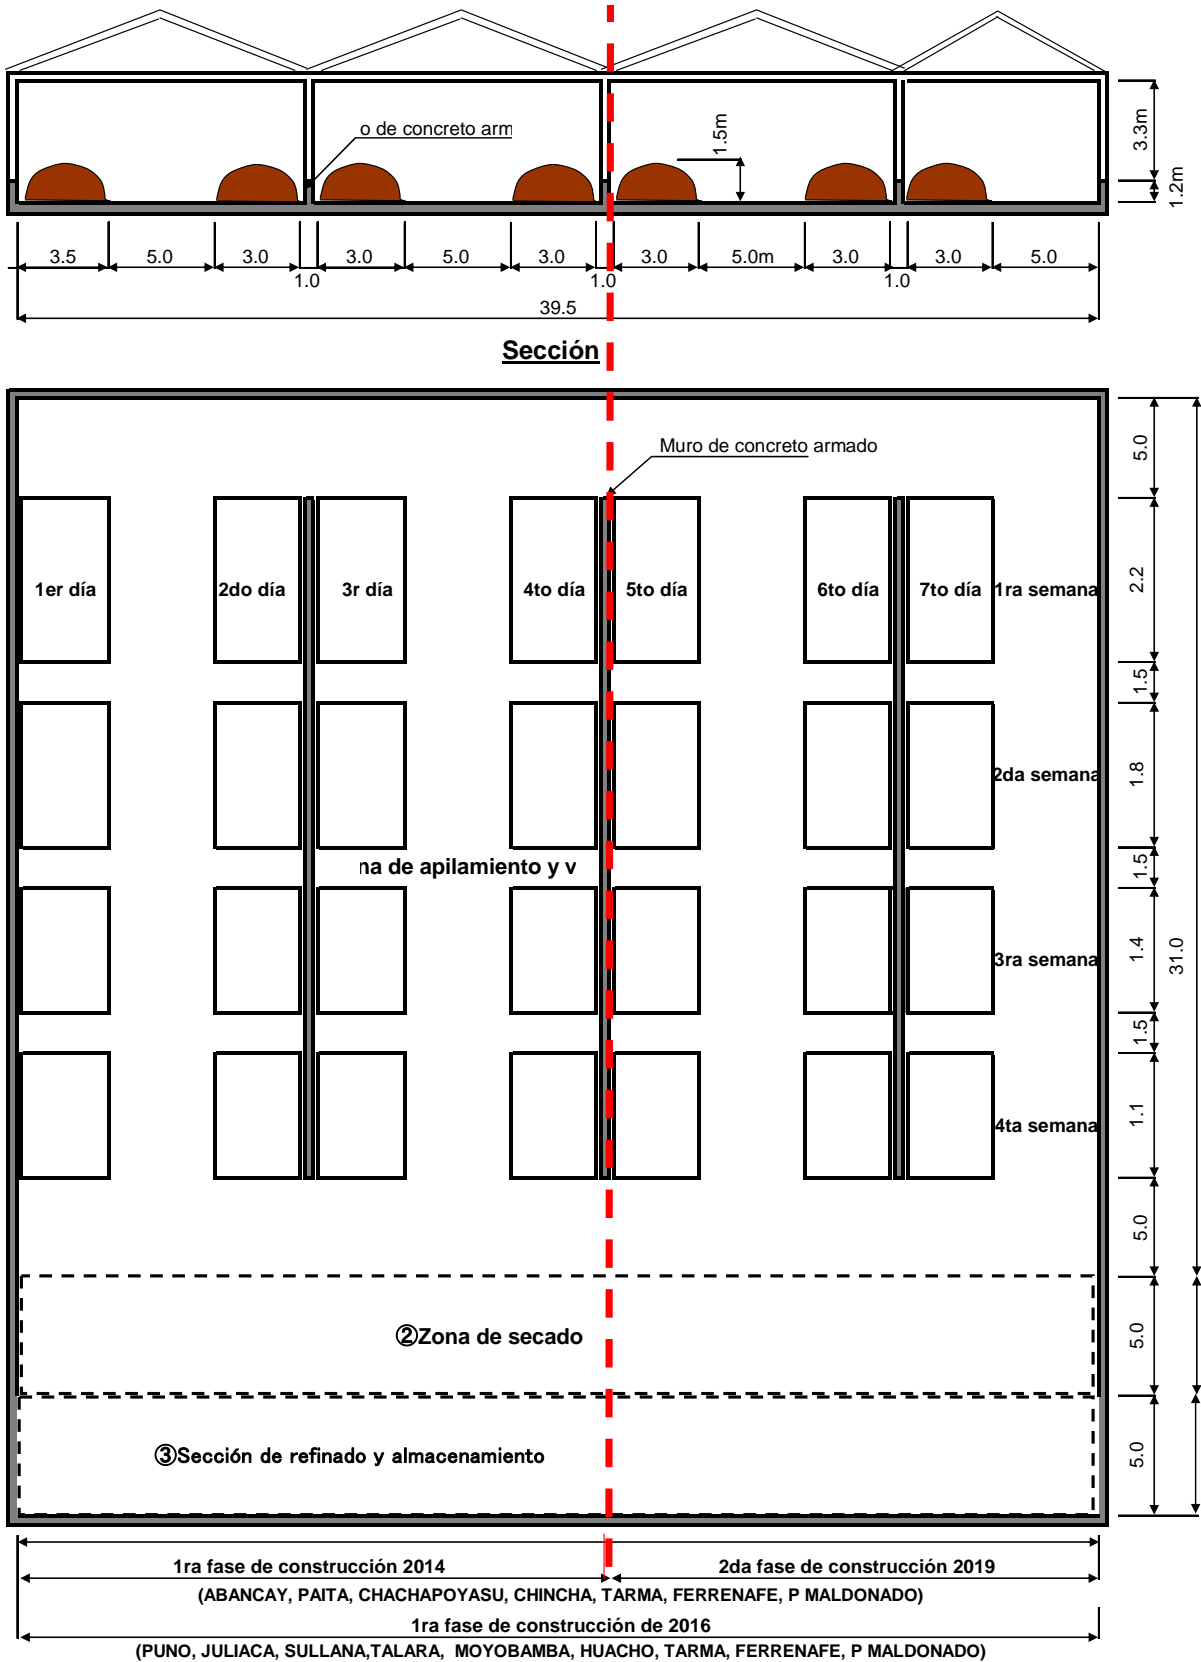 o de concreto arm
1.5m
3.3m
1.2m
3.5 5.0 3.0 3.0 5.0 3.0 3.0 5.0m 3.0 3.0 5.0
1.0 1.0 1.0
39.5
Sección
Muro de concreto armado
5.0
1er día 2do día 3r día 4to día 5to día 6to día 7to día 1ra semana
2.2
1.5
2da semana
1.8
1.5
na de apilamiento y v
3ra semana
1.4
31.0
1.5
4ta semana
1.1
5.0
②Zona de secado
5.0
③Sección de refinado y almacenamiento
5.0
1ra fase de construcción 2014 2da fase de construcción 2019
(ABANCAY, PAITA, CHACHAPOYASU, CHINCHA, TARMA, FERRENAFE, P MALDONADO)
1ra fase de construcción de 2016
(PUNO, JULIACA, SULLANA,TALARA, MOYOBAMBA, HUACHO, TARMA, FERRENAFE, P MALDONADO)